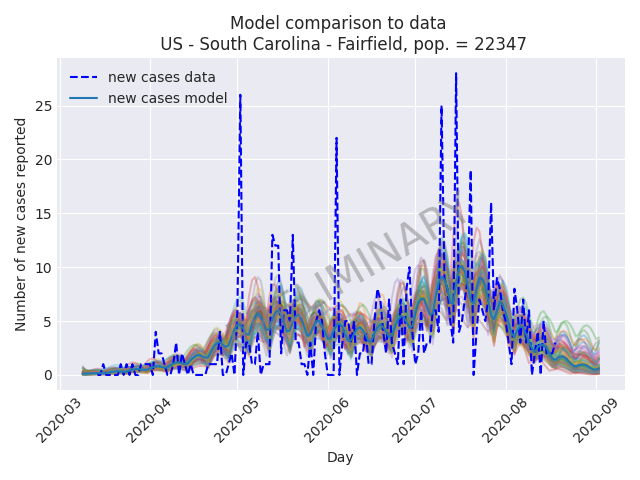 Model comparison to data
US - South Carolina - Fairfield, pop. = 22347
new cases data
new cases model
Number of new cases reported
25
20
15
10
5
0
2020-03
2020-04
2020-05
2020-06
2020-07
2020-08
2020-09
Day